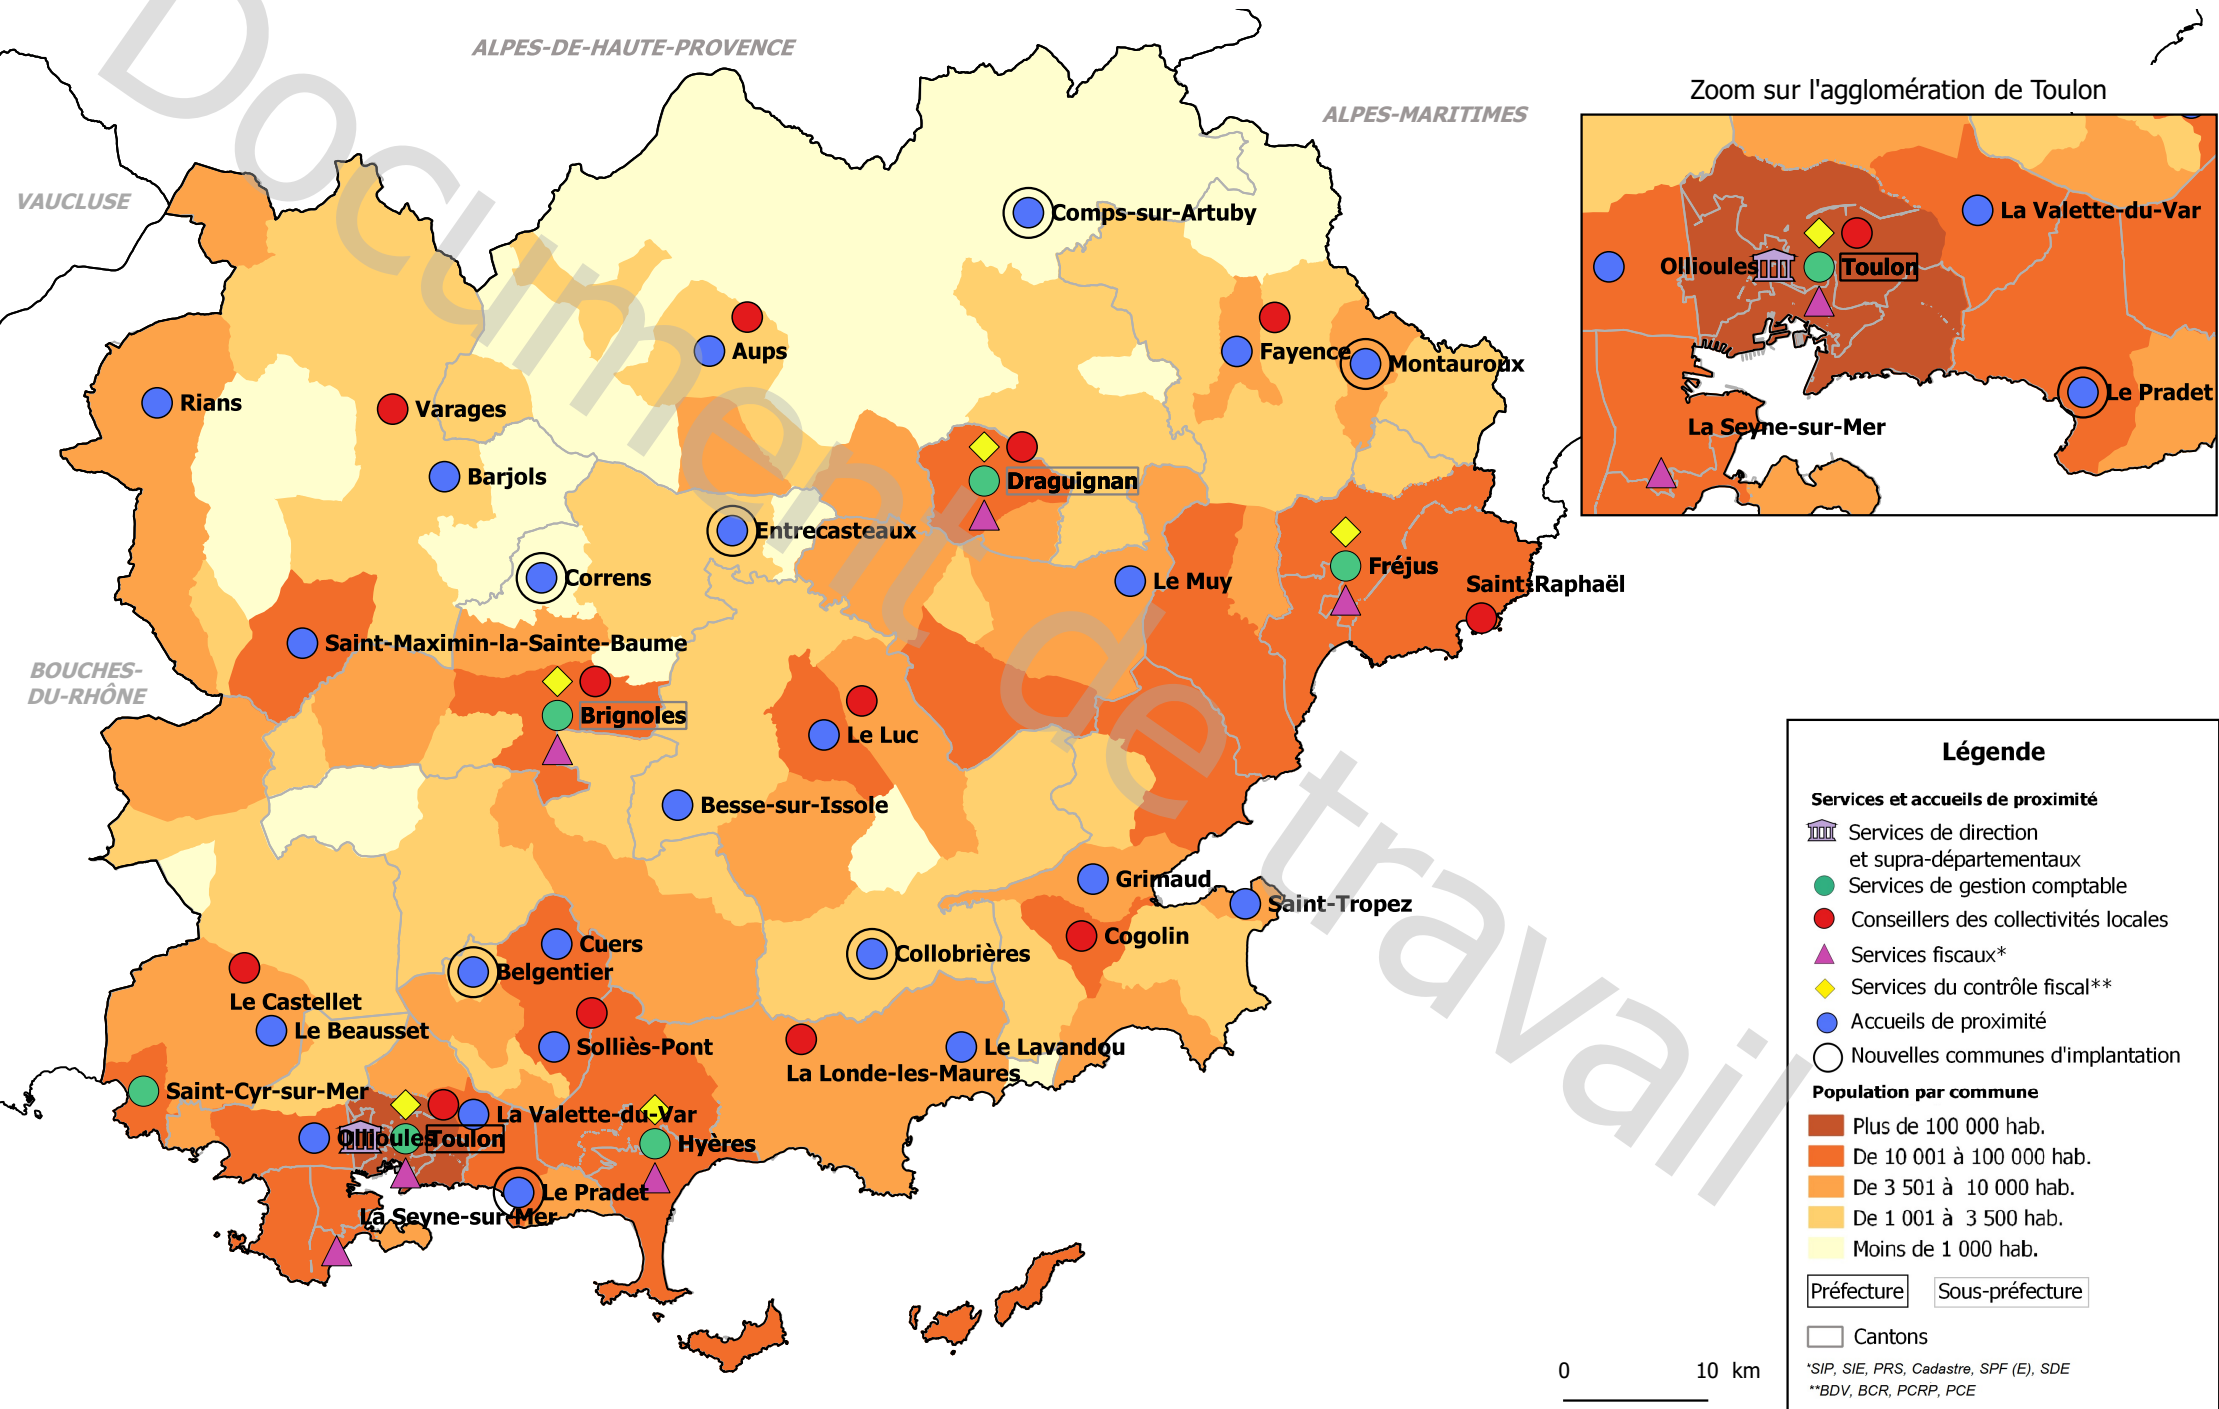 Document de travail
ALPES-DE-HAUTE-PROVENCE
ALPES-MARITIMES
VAUCLUSE
BOUCHES-
DU-RHÔNE
Comps-sur-Artuby
Aups
Fayence
Montauroux
Rians
Varages
Barjols
Draguignan
Entrecasteaux
Correns
Le Muy
Fréjus
Saint-Raphaël
Saint-Maximin-la-Sainte-Baume
Brignoles
Le Luc
Besse-sur-Issole
Grimaud
Saint-Tropez
Cogolin
Cuers
Collobrières
Belgentier
Le Castellet
Le Beausset
Solliès-Pont
Le Lavandou
La Londe-les-Maures
Saint-Cyr-sur-Mer
La Valette-du-Var
Ollioules
Toulon
Hyères
Le Pradet
La Seyne-sur-Mer
Zoom sur l'agglomération de Toulon
La Valette-du-Var
Ollioules
Toulon
Le Pradet
La Seyne-sur-Mer
Légende
Services et accueils de proximité
Services de direction
et supra-départementaux
Services de gestion comptable
Conseillers des collectivités locales
Services fiscaux*
Services du contrôle fiscal**
Accueils de proximité
Nouvelles communes d'implantation
Population par commune
Plus de 100 000 hab.
De 10 001 à 100 000 hab.
De 3 501 à 10 000 hab.
De 1 001 à 3 500 hab.
Moins de 1 000 hab.
Préfecture
Sous-préfecture
Cantons
*SIP, SIE, PRS, Cadastre, SPF (E), SDE
**BDV, BCR, PCRP, PCE
0 10 km